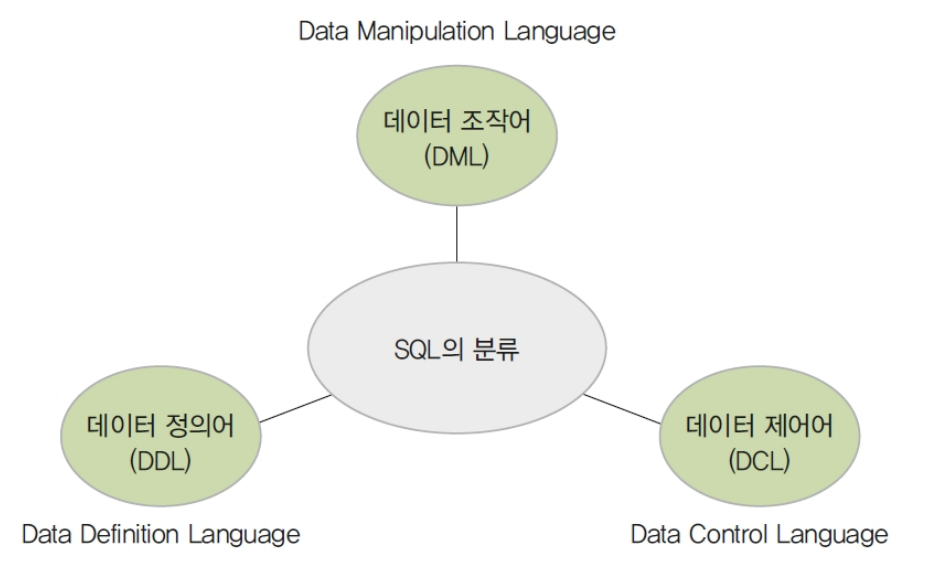 Data Manipulation Language
데이터 조작어
(DML)
SQL의 분류
데이터 정의어
(DDL)
Data Definition Language
데이터 제어어
(DCL)
Data Control Language